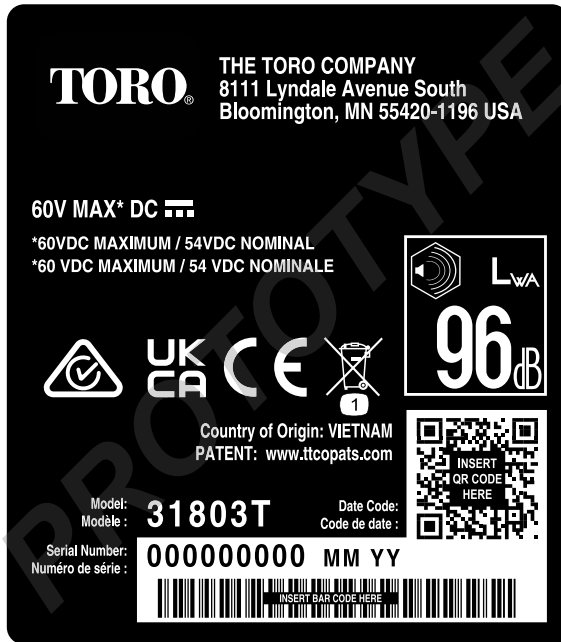 TORO®
THE TORO COMPANY
8111 Lyndale Avenue South
Bloomington, MN 55420-1196 USA
60V MAX* DC
*60VDC MAXIMUM / 54VDC NOMINAL
*60 VDC MAXIMUM / 54 VDC NOMINALE
LWA
96dB
UK
CA CE
1
Country of Origin: VIETNAM
PATENT: www.ttcopats.com
INSERT
QR CODE
HERE
Model:
Modèle :
31803T
Date Code:
Code de date :
Serial Number:
Numéro de série :
000000000 MM YY
INSERT BAR CODE HERE
PROTOTYPE